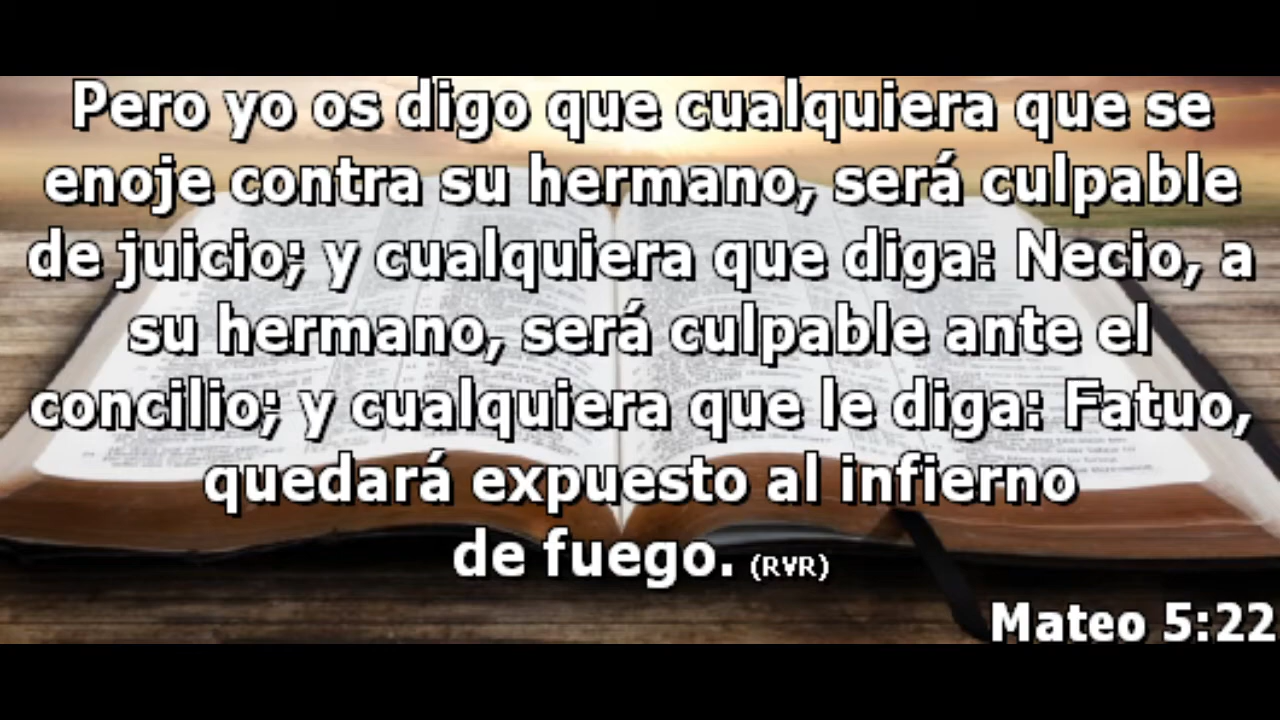 Pero yo os digo que cualquiera que se
enoje contra su hermano, será culpable
de juicio; y cualquiera que diga: Necio, a
su hermano, será culpable ante el
concilio; y cualquiera que le diga: Fatuo,
quedará expuesto al infierno
de fuego. (RVR)
Mateo 5:22